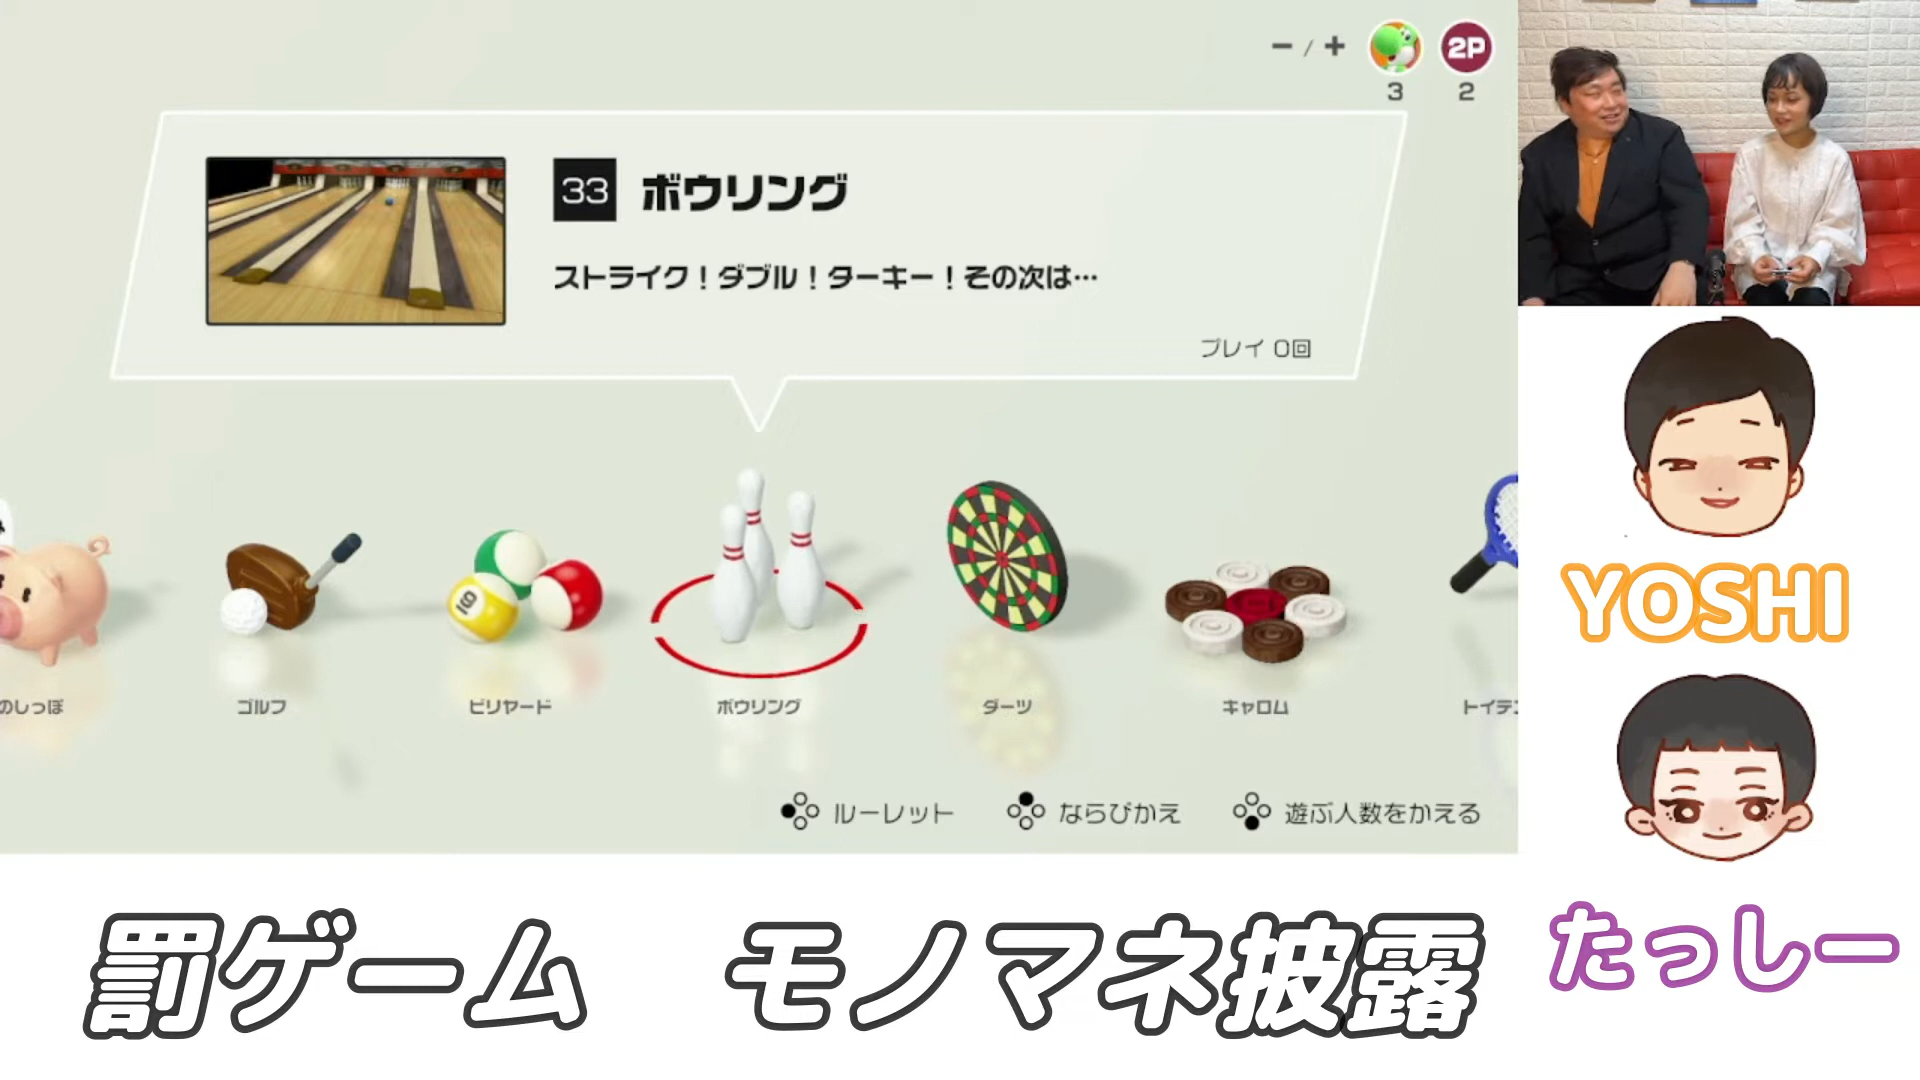 − / +
2P
3
2
33
ボウリング
ストライク！ダブル！ターキー！その次は…
プレイ 0回
のしっぽ
ゴルフ
ビリヤード
ボウリング
ダーツ
キャロム
トイテニ
ルーレット
ならびかえ
遊ぶ人数をかえる
YOSHI
たっしー
罰ゲーム モノマネ披露